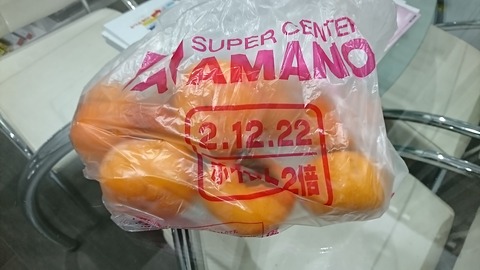 SUPER CENTER
AMANO
2.12.22
2倍